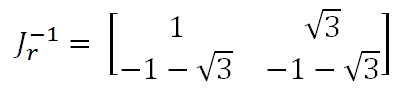 J_r^{-1} = [ 1 √3
-1 - √3 -1 - √3 ]